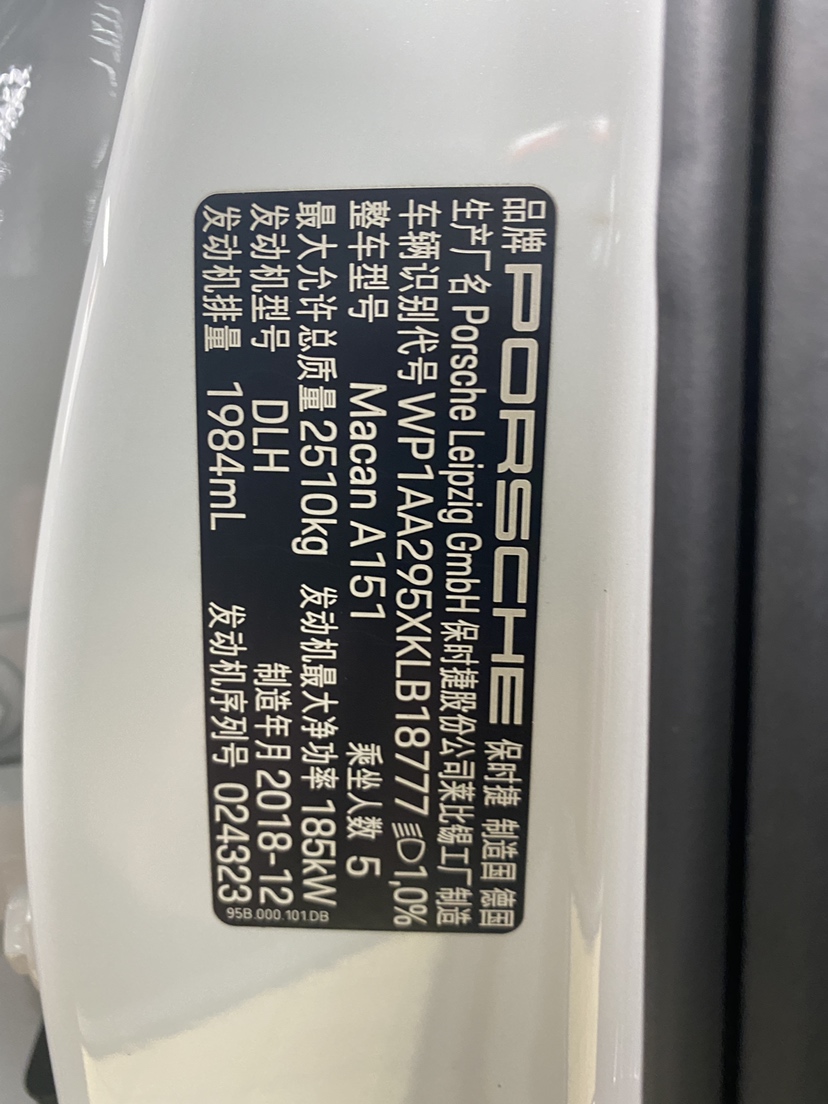 品牌 PORSCHE 保时捷 制造国 德国
生产厂名 Porsche Leipzig GmbH 保时捷股份公司莱比锡工厂 制造
车辆识别代号 WP1AA295XKLB18777 1,0%
整车型号 Macan A151 乘坐人数 5
最大允许总质量 2510kg 发动机最大净功率 185kW
发动机型号 DLH 制造年月 2018-12
发动机排量 1984mL 发动机序列号 024323
95B.000.101.DB